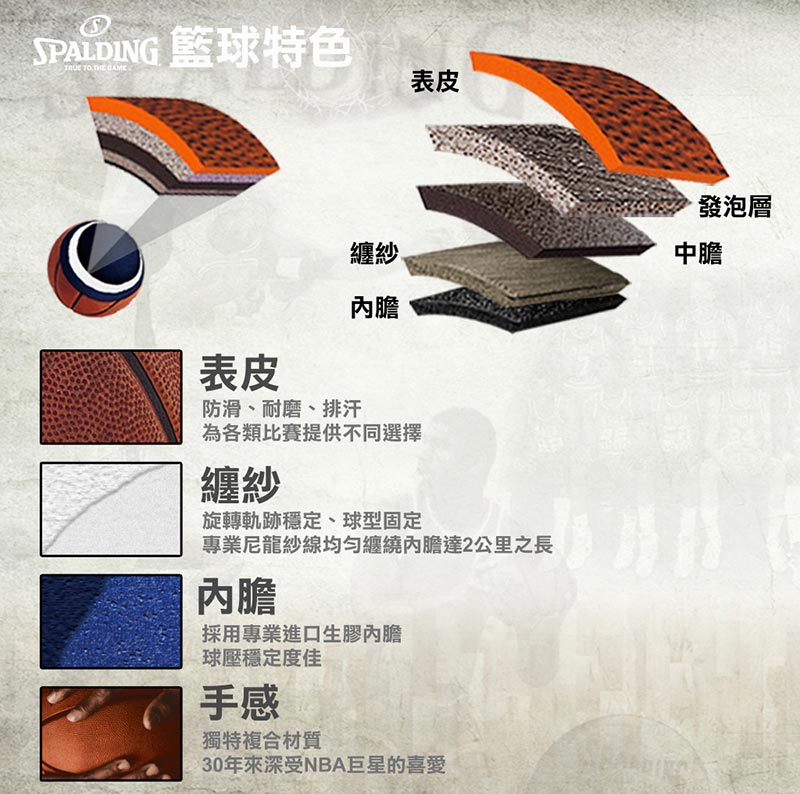 SPALDING 籃球特色
TRUE TO THE GAME
表皮
發泡層
纏紗
中膽
內膽
表皮
防滑、耐磨、排汗
為各類比賽提供不同選擇
纏紗
旋轉軌跡穩定、球型固定
專業尼龍紗線均勻纏繞內膽達2公里之長
內膽
採用專業進口生膠內膽
球壓穩定度佳
手感
獨特複合材質
30年來深受NBA巨星的喜愛